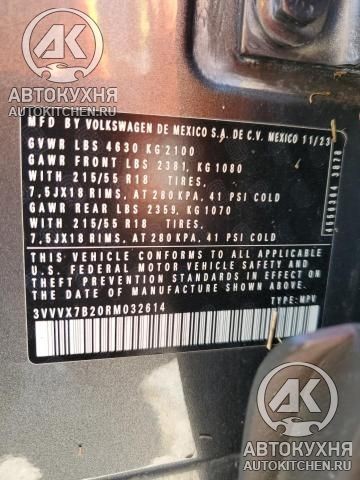 АВТОКУХНЯ
AUTOKITCHEN.RU
АВТОКУХНЯ
AUTOKITCHEN.RU
MFD BY VOLKSWAGEN DE MEXICO S.A. DE C.V. MEXICO 11/23
GVWR LBS 4630 KG 2100
GAWR FRONT LBS 2381, KG 1080
WITH 215/55 R18 TIRES,
7,5JX18 RIMS, AT 280 KPA, 41 PSI COLD
GAWR REAR LBS 2359, KG 1070
WITH 215/55 R18 TIRES,
7,5JX18 RIMS, AT 280 KPA, 41 PSI COLD
THIS VEHICLE CONFORMS TO ALL APPLICABLE
U.S. FEDERAL MOTOR VEHICLE SAFETY AND
THEFT PREVENTION STANDARDS IN EFFECT ON
THE DATE OF MANUFACTURE SHOWN ABOVE.
3VVVX7B20RM032614 TYPE: MPV
AK
АВТОКУХНЯ
AUTOKITCHEN.RU